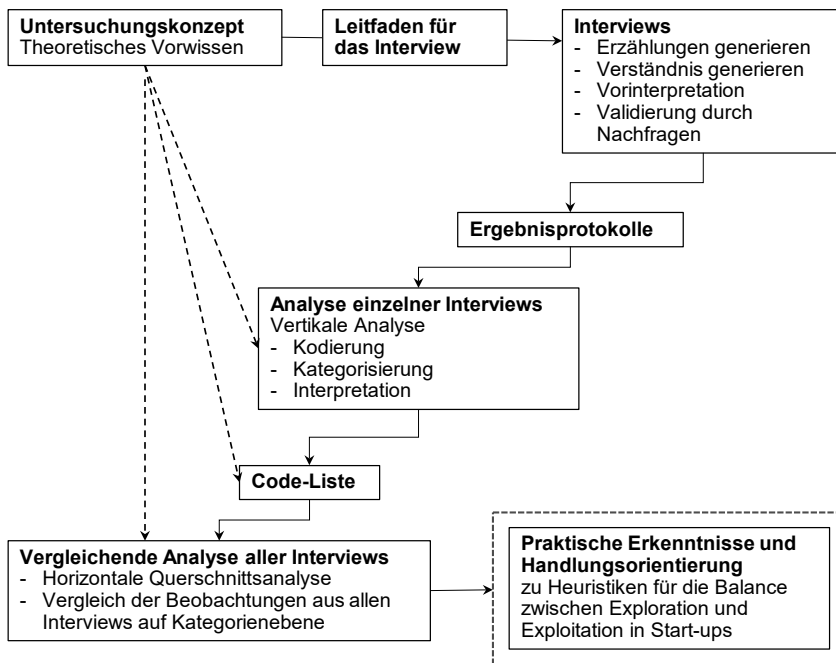 Untersuchungskonzept
Theoretisches Vorwissen
Leitfaden für
das Interview
Interviews
- Erzählungen generieren
- Verständnis generieren
- Vorinterpretation
- Validierung durch
Nachfragen
Ergebnisprotokolle
Analyse einzelner Interviews
Vertikale Analyse
- Kodierung
- Kategorisierung
- Interpretation
Code-Liste
Vergleichende Analyse aller Interviews
- Horizontale Querschnittsanalyse
- Vergleich der Beobachtungen aus allen
Interviews auf Kategorienebene
Praktische Erkenntnisse und
Handlungsorientierung
zu Heuristiken für die Balance
zwischen Exploration und
Exploitation in Start-ups